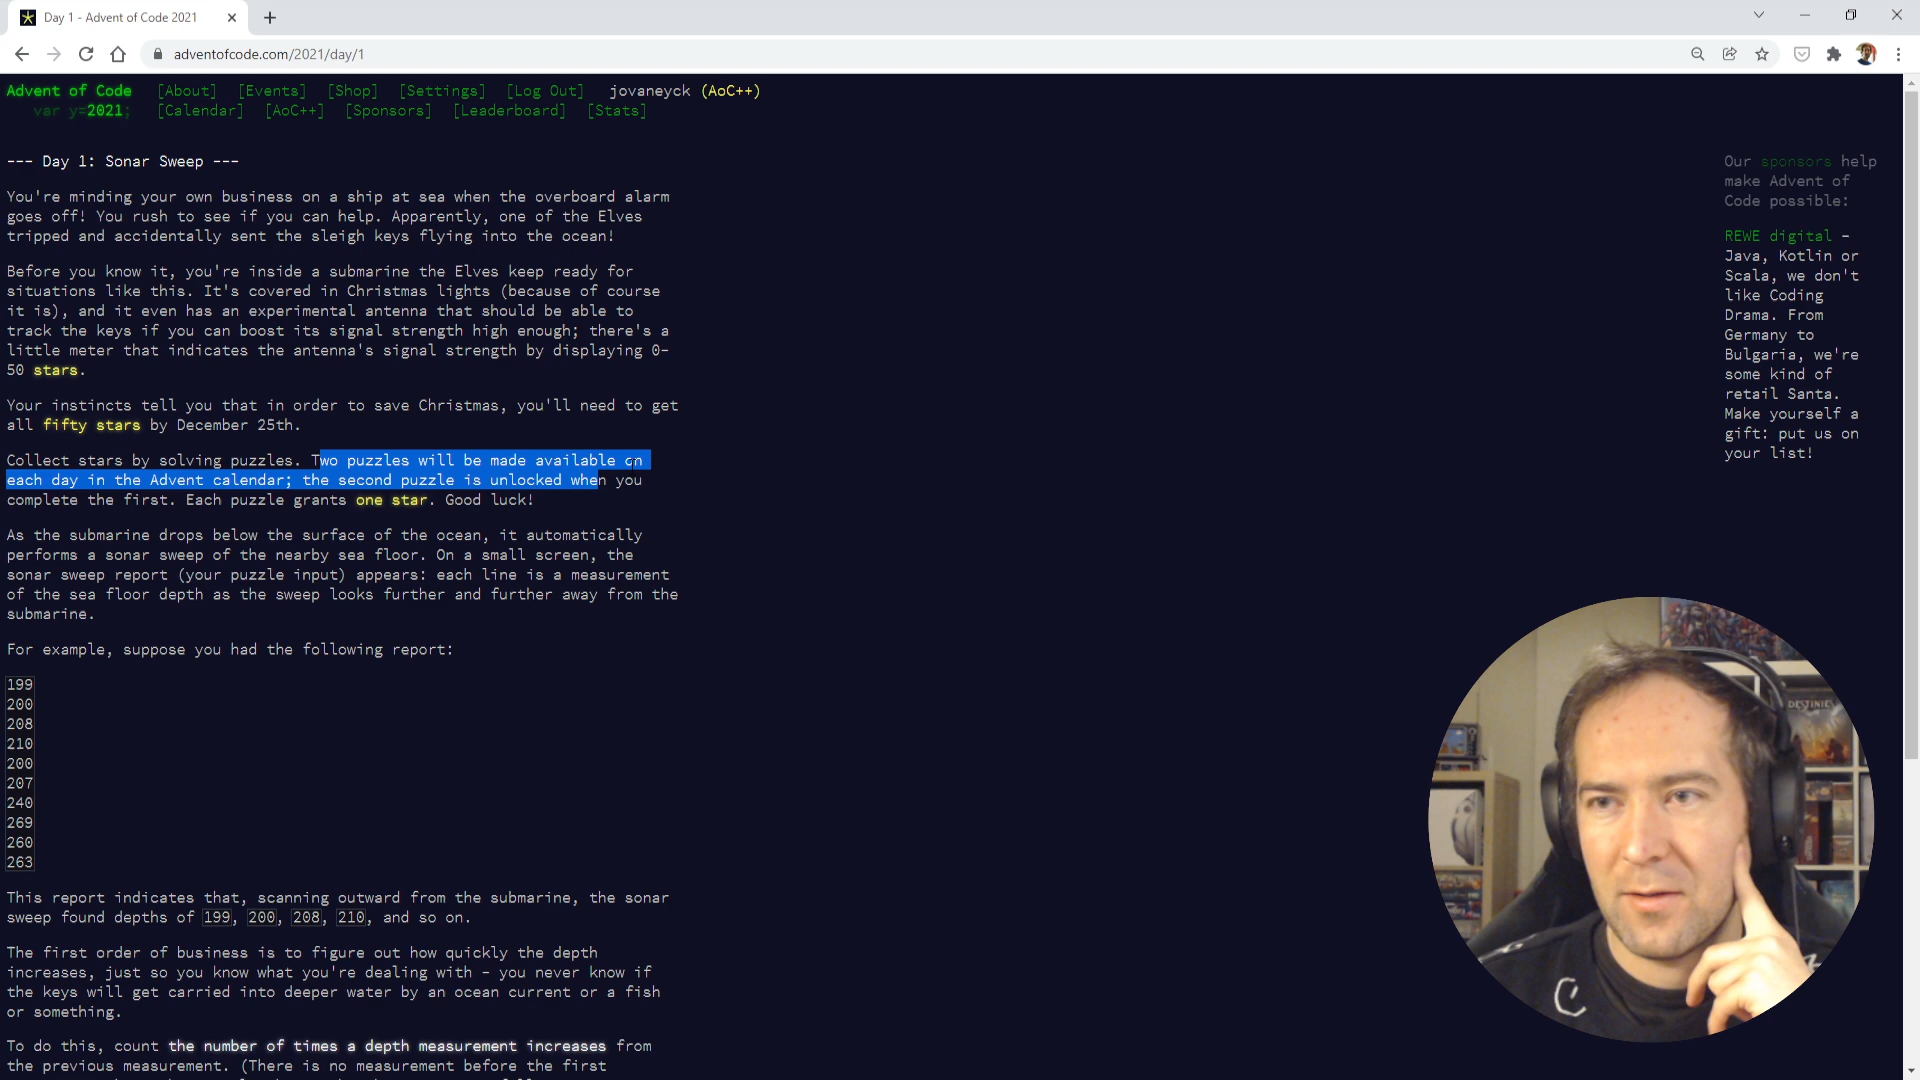 Day 1 - Advent of Code 2021
adventofcode.com/2021/day/1
Advent of Code [About] [Events] [Shop] [Settings] [Log Out] jovaneyck (AoC++)
var y=2021; [Calendar] [AoC++] [Sponsors] [Leaderboard] [Stats]
--- Day 1: Sonar Sweep ---
You're minding your own business on a ship at sea when the overboard alarm
goes off! You rush to see if you can help. Apparently, one of the Elves
tripped and accidentally sent the sleigh keys flying into the ocean!
Before you know it, you're inside a submarine the Elves keep ready for
situations like this. It's covered in Christmas lights (because of course
it is), and it even has an experimental antenna that should be able to
track the keys if you can boost its signal strength high enough; there's a
little meter that indicates the antenna's signal strength by displaying 0-
50 stars.
Your instincts tell you that in order to save Christmas, you'll need to get
all fifty stars by December 25th.
Collect stars by solving puzzles. Two puzzles will be made available on
each day in the Advent calendar; the second puzzle is unlocked when you
complete the first. Each puzzle grants one star. Good luck!
As the submarine drops below the surface of the ocean, it automatically
performs a sonar sweep of the nearby sea floor. On a small screen, the
sonar sweep report (your puzzle input) appears: each line is a measurement
of the sea floor depth as the sweep looks further and further away from the
submarine.
For example, suppose you had the following report:
199
200
208
210
200
207
240
269
260
263
This report indicates that, scanning outward from the submarine, the sonar
sweep found depths of 199, 200, 208, 210, and so on.
The first order of business is to figure out how quickly the depth
increases, just so you know what you're dealing with - you never know if
the keys will get carried into deeper water by an ocean current or a fish
or something.
To do this, count the number of times a depth measurement increases from
the previous measurement. (There is no measurement before the first
Our sponsors help
make Advent of
Code possible:
REWE digital -
Java, Kotlin or
Scala, we don't
like Coding
Drama. From
Germany to
Bulgaria, we're
some kind of
retail Santa.
Make yourself a
gift: put us on
your list!
DESTINIES